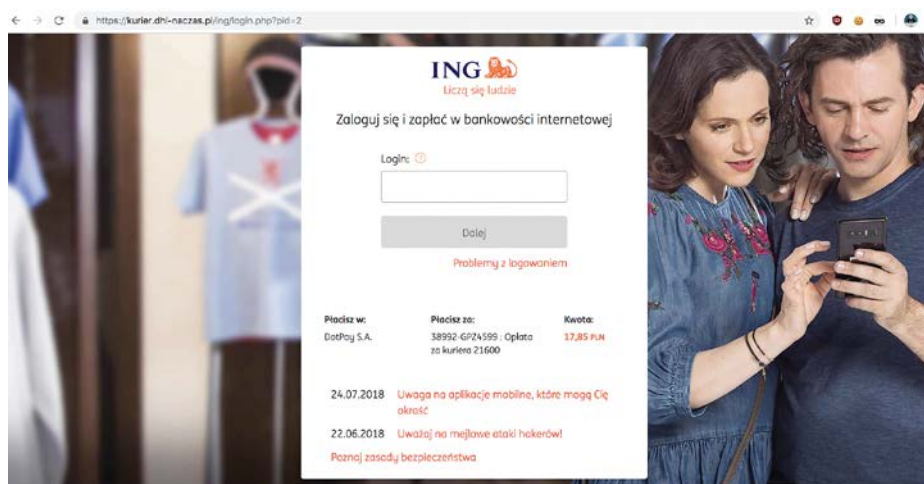 https://kurier.dhl-naczas.pl/ing/login.php?pid=2
ING
Liczą się ludzie
Zaloguj się i zapłać w bankowości internetowej
Login: ?
Dalej
Problemy z logowaniem
Płacisz w:
DotPay S.A.
Płacisz za:
38992-GPZ4599 : Opłata
za kuriera 21600
Kwota:
17,85 PLN
24.07.2018 Uwaga na aplikacje mobilne, które mogą Cię
okraść
22.06.2018 Uważaj na mejlowe ataki hakerów!
Poznaj zasady bezpieczeństwa